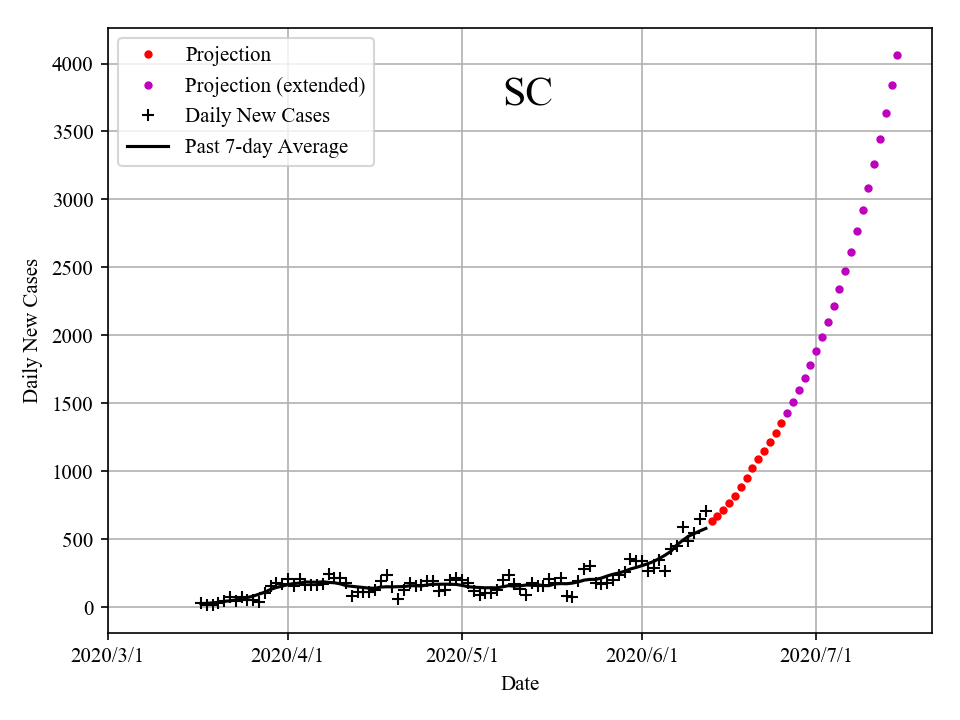 Projection
Projection (extended)
Daily New Cases
Past 7-day Average
SC
4000
3500
3000
2500
2000
1500
1000
500
0
Daily New Cases
2020/3/1
2020/4/1
2020/5/1
2020/6/1
2020/7/1
Date